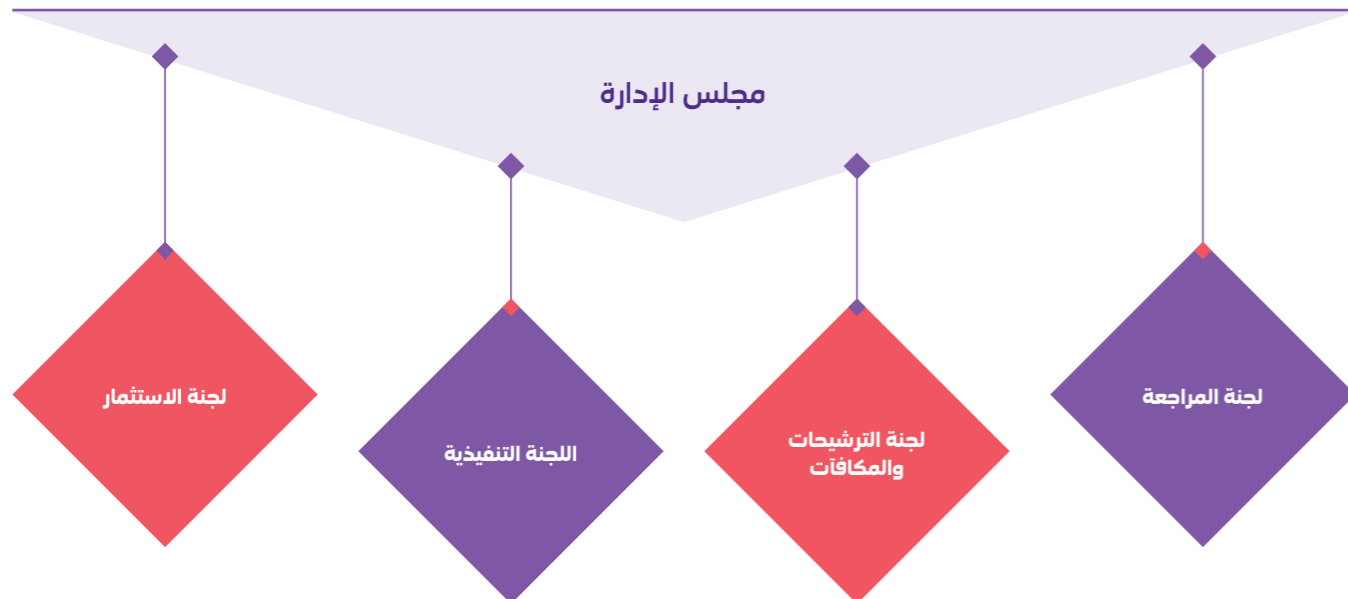 مجلس الإدارة
لجنة المراجعة
لجنة الترشيحات
والمكافآت
اللجنة التنفيذية
لجنة الاستثمار